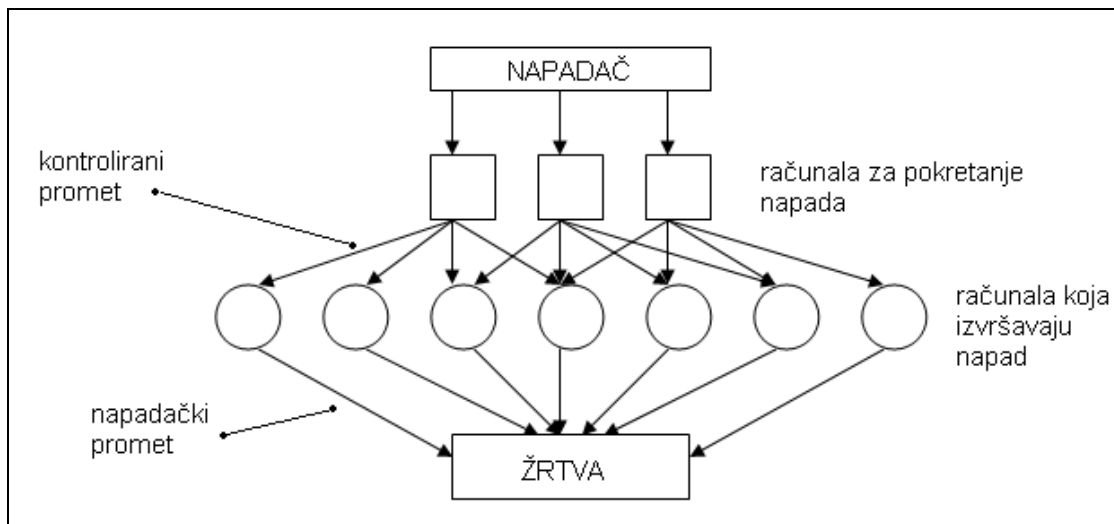 NAPADAČ
kontrolirani
promet
računala za pokretanje
napada
računala koja
izvršavaju
napad
napadački
promet
ŽRTVA